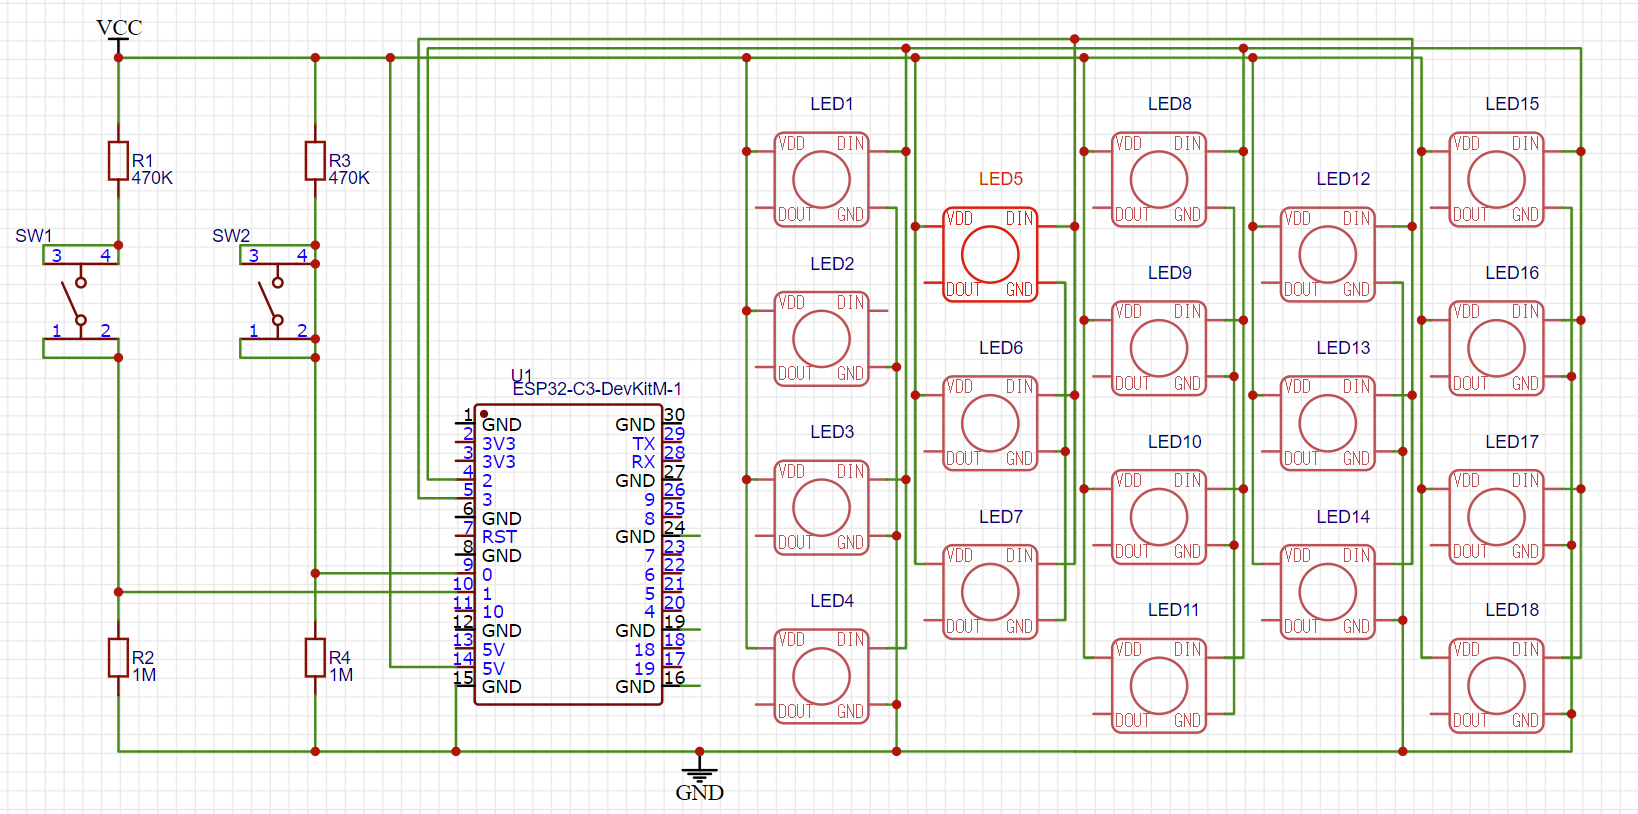 VCC
R1
470K
R3
470K
SW1
3 4
1 2
SW2
3 4
1 2
R2
1M
R4
1M
U1
ESP32-C3-DevKitM-1
1 GND
2 3V3
3 3V3
4 2
5 3
6 GND
7 RST
8 GND
9 0
10 1
11 10
12 GND
13 5V
14 5V
15 GND
GND 30
TX 29
RX 28
GND 27
9 26
8 25
GND 24
7 23
6 22
5 21
4 20
GND 19
18 18
19 17
GND 16
GND
LED1
VDD DIN
DOUT GND
LED2
VDD DIN
DOUT GND
LED3
VDD DIN
DOUT GND
LED4
VDD DIN
DOUT GND
LED5
VDD DIN
DOUT GND
LED6
VDD DIN
DOUT GND
LED7
VDD DIN
DOUT GND
LED8
VDD DIN
DOUT GND
LED9
VDD DIN
DOUT GND
LED10
VDD DIN
DOUT GND
LED11
VDD DIN
DOUT GND
LED12
VDD DIN
DOUT GND
LED13
VDD DIN
DOUT GND
LED14
VDD DIN
DOUT GND
LED15
VDD DIN
DOUT GND
LED16
VDD DIN
DOUT GND
LED17
VDD DIN
DOUT GND
LED18
VDD DIN
DOUT GND